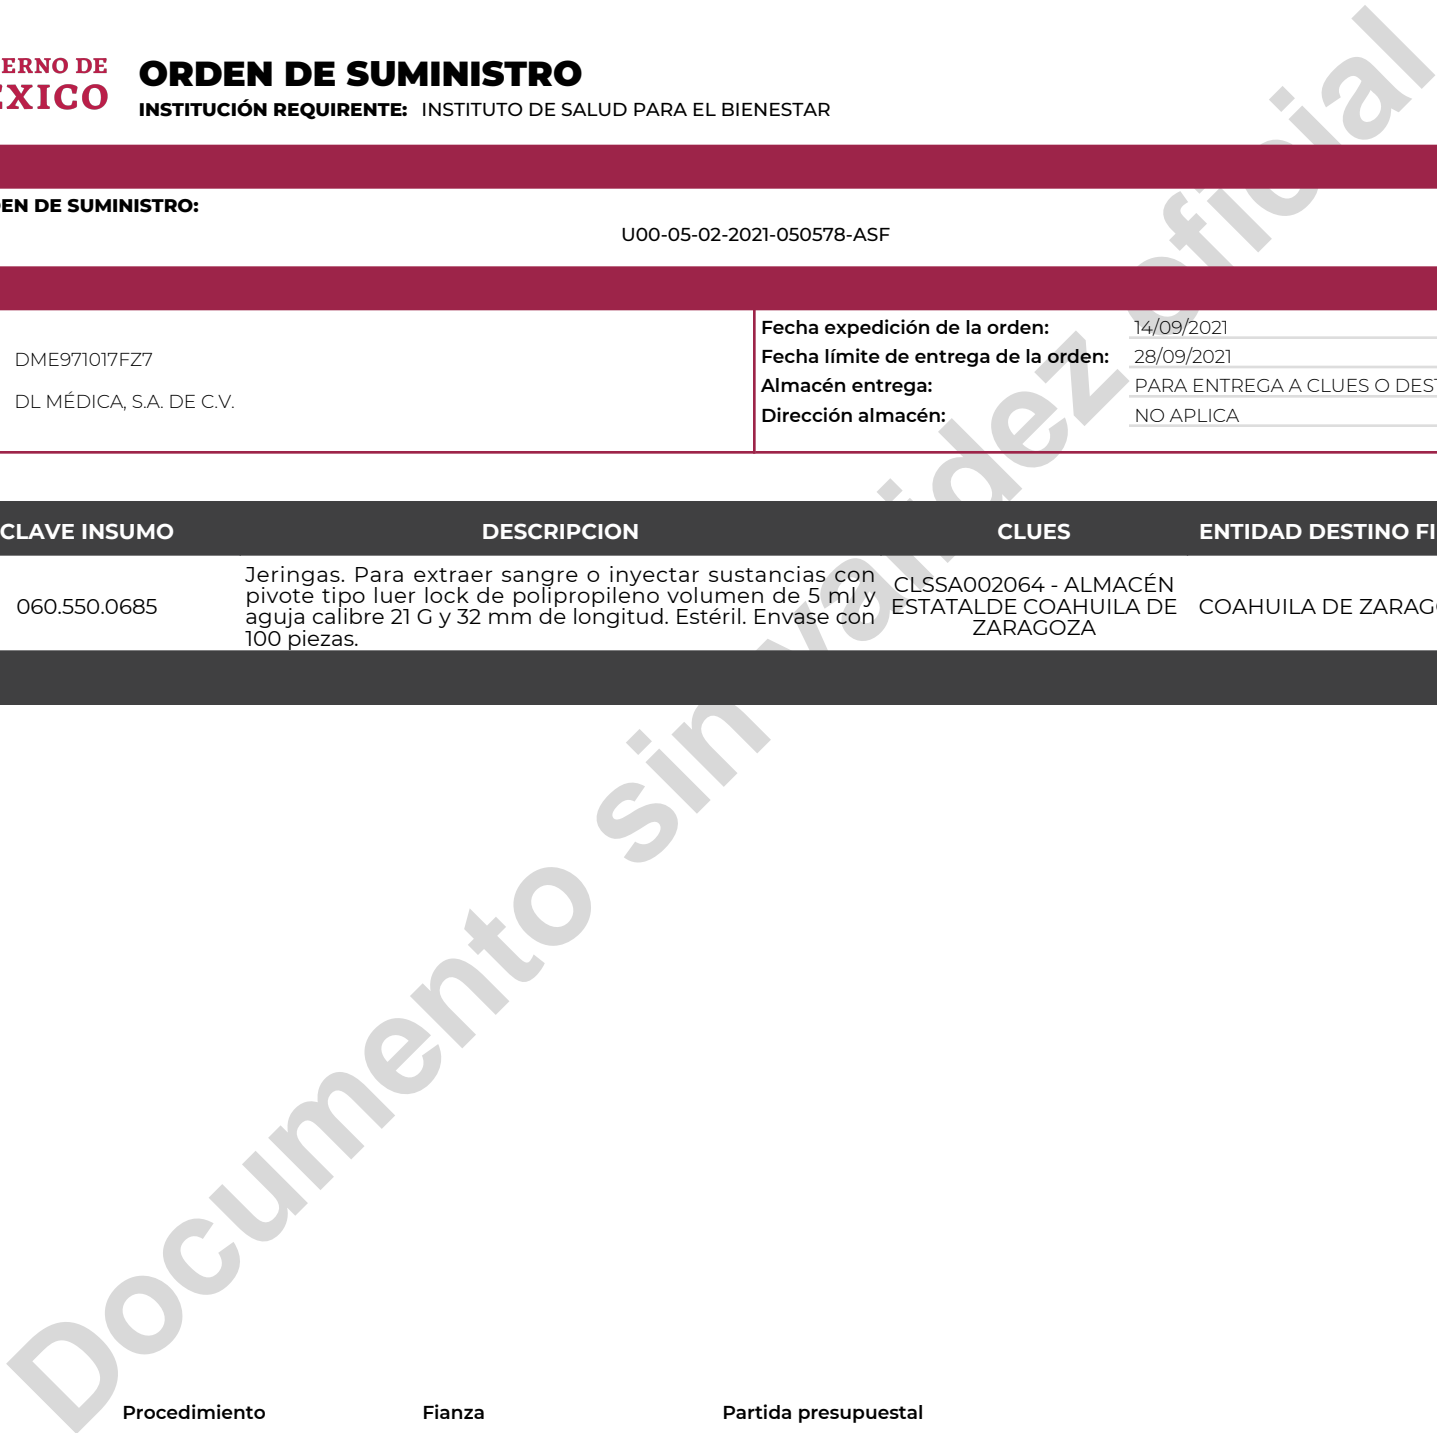 ERNO DE
ÉXICO
ORDEN DE SUMINISTRO
INSTITUCIÓN REQUIRENTE: INSTITUTO DE SALUD PARA EL BIENESTAR
EN DE SUMINISTRO:
U00-05-02-2021-050578-ASF
DME971017FZ7
DL MÉDICA, S.A. DE C.V.
Fecha expedición de la orden: 14/09/2021
Fecha límite de entrega de la orden: 28/09/2021
Almacén entrega: PARA ENTREGA A CLUES O DEST
Dirección almacén: NO APLICA
CLAVE INSUMO DESCRIPCION CLUES ENTIDAD DESTINO FI
060.550.0685
Jeringas. Para extraer sangre o inyectar sustancias con
pivote tipo luer lock de polipropileno volumen de 5 ml y
aguja calibre 21 G y 32 mm de longitud. Estéril. Envase con
100 piezas.
CLSSA002064 - ALMACÉN
ESTATALDE COAHUILA DE
ZARAGOZA
COAHUILA DE ZARAGO
Documento sin validez oficial
Procedimiento Fianza Partida presupuestal